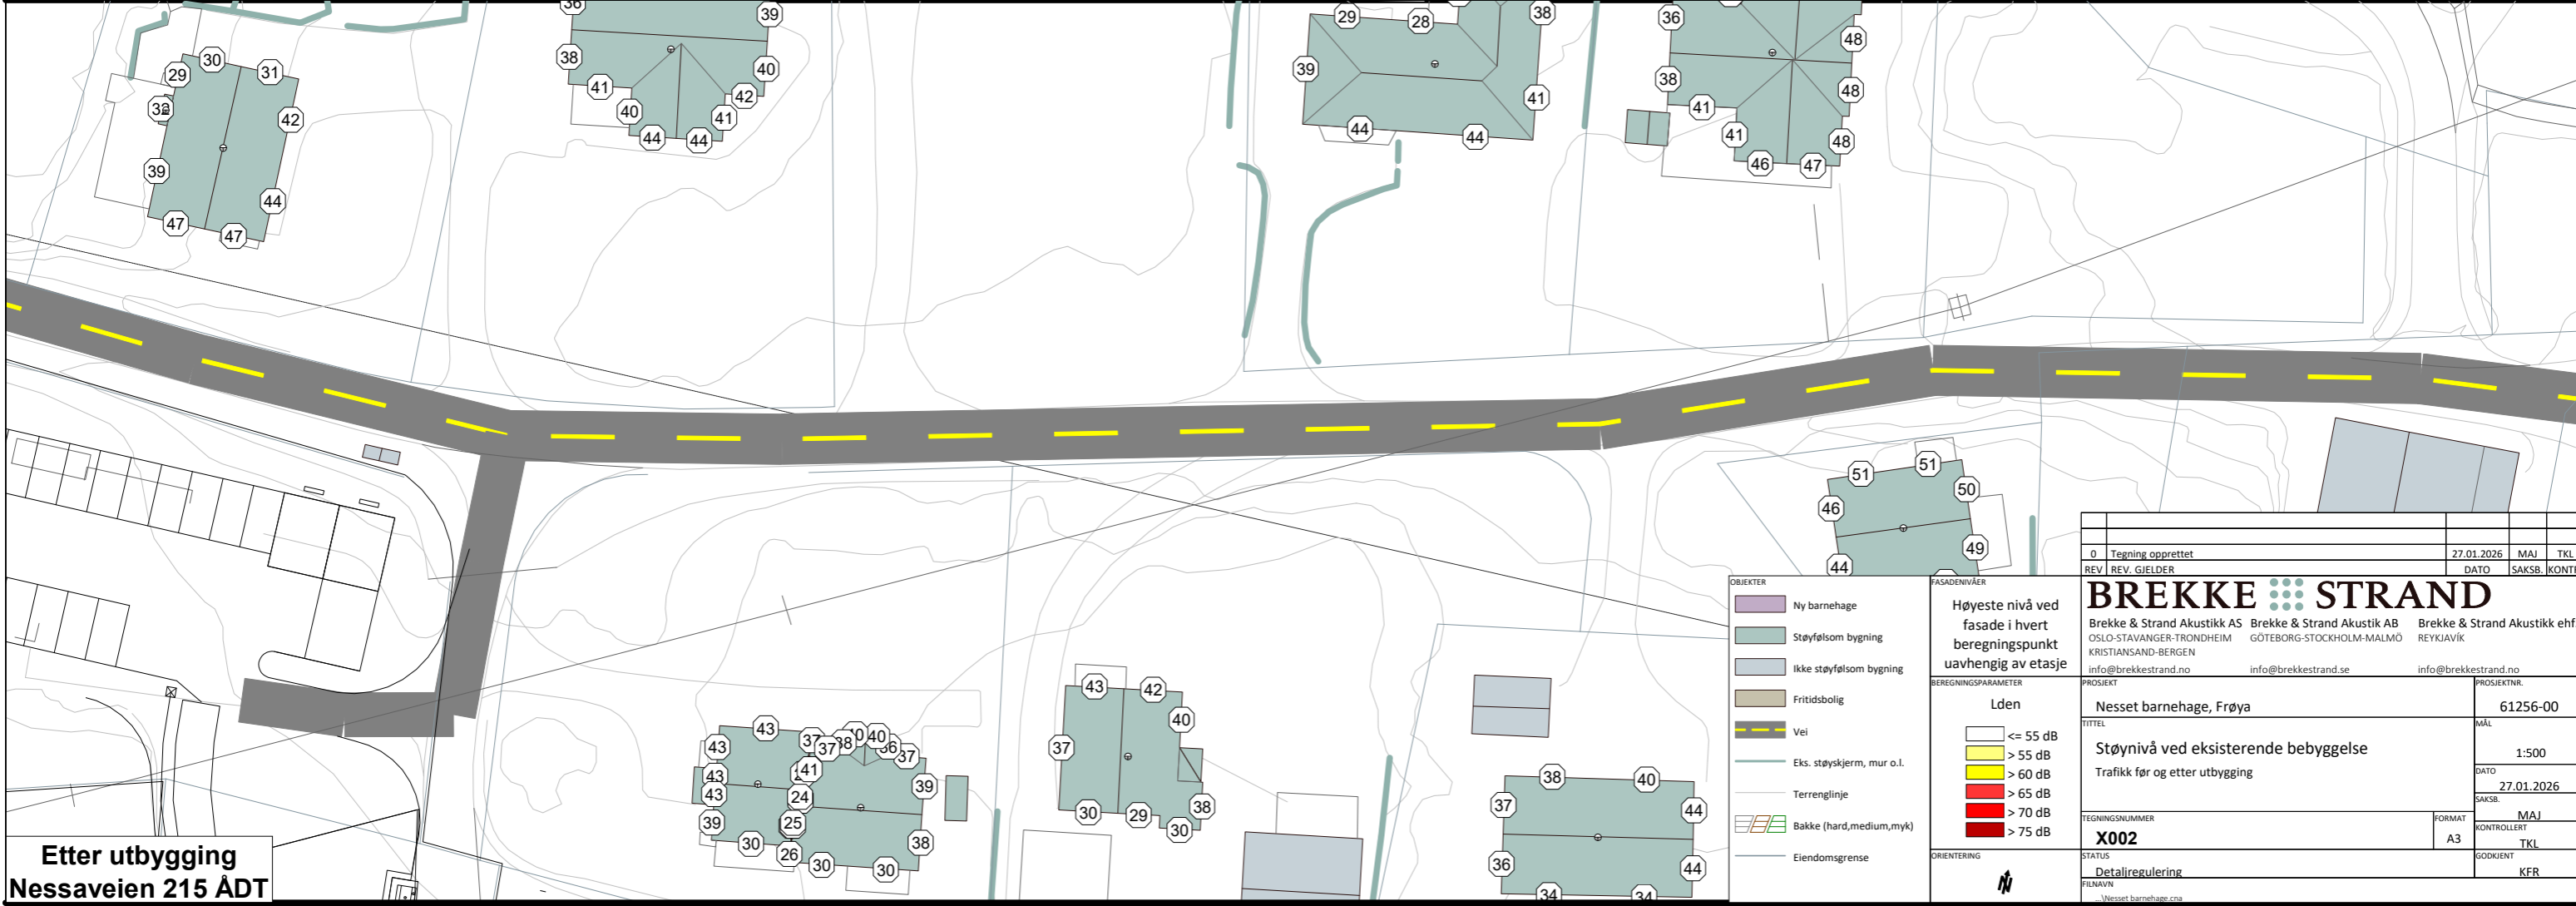 36
39
38
40
41
42
40
41
44
44
29
30
31
42
32
39
44
47
47
29
28
38
39
41
44
44
36
48
38
48
41
41
48
46
47
51
51
50
46
49
44
43
43
37
40
40
38
37
36
37
43
41
43
24
39
39
25
38
30
26
30
30
43
42
40
37
38
30
29
30
38
40
37
44
36
44
34
34
Etter utbygging
Nessaveien 215 ÅDT
OBJEKTER
Ny barnehage
Støyfølsom bygning
Ikke støyfølsom bygning
Fritidsbolig
Vei
Eks. støyskjerm, mur o.l.
Terrenglinje
Bakke (hard,medium,myk)
Eiendomsgrense
FASADENIVÅER
Høyeste nivå ved
fasade i hvert
beregningspunkt
uavhengig av etasje
BEREGNINGSPARAMETER
Lden
<= 55 dB
> 55 dB
> 60 dB
> 65 dB
> 70 dB
> 75 dB
ORIENTERING
N
0 Tegning opprettet 27.01.2026 MAJ TKL
REV REV. GJELDER DATO SAKSB. KONTR
BREKKE STRAND
Brekke & Strand Akustikk AS Brekke & Strand Akustik AB Brekke & Strand Akustikk ehf
OSLO-STAVANGER-TRONDHEIM GÖTEBORG-STOCKHOLM-MALMÖ REYKJAVÍK
KRISTIANSAND-BERGEN
info@brekkestrand.no info@brekkestrand.se info@brekkestrand.no
PROSJEKT
Nesset barnehage, Frøya
PROSJEKTNR.
61256-00
TITTEL
Støynivå ved eksisterende bebyggelse
Trafikk før og etter utbygging
MÅL
1:500
DATO
27.01.2026
SAKSB.
MAJ
TEGNINGSNUMMER
X002
FORMAT
A3
KONTROLLERT
TKL
STATUS
Detaljregulering
GODKJENT
KFR
FILNAVN
...\Nesset barnehage.cna